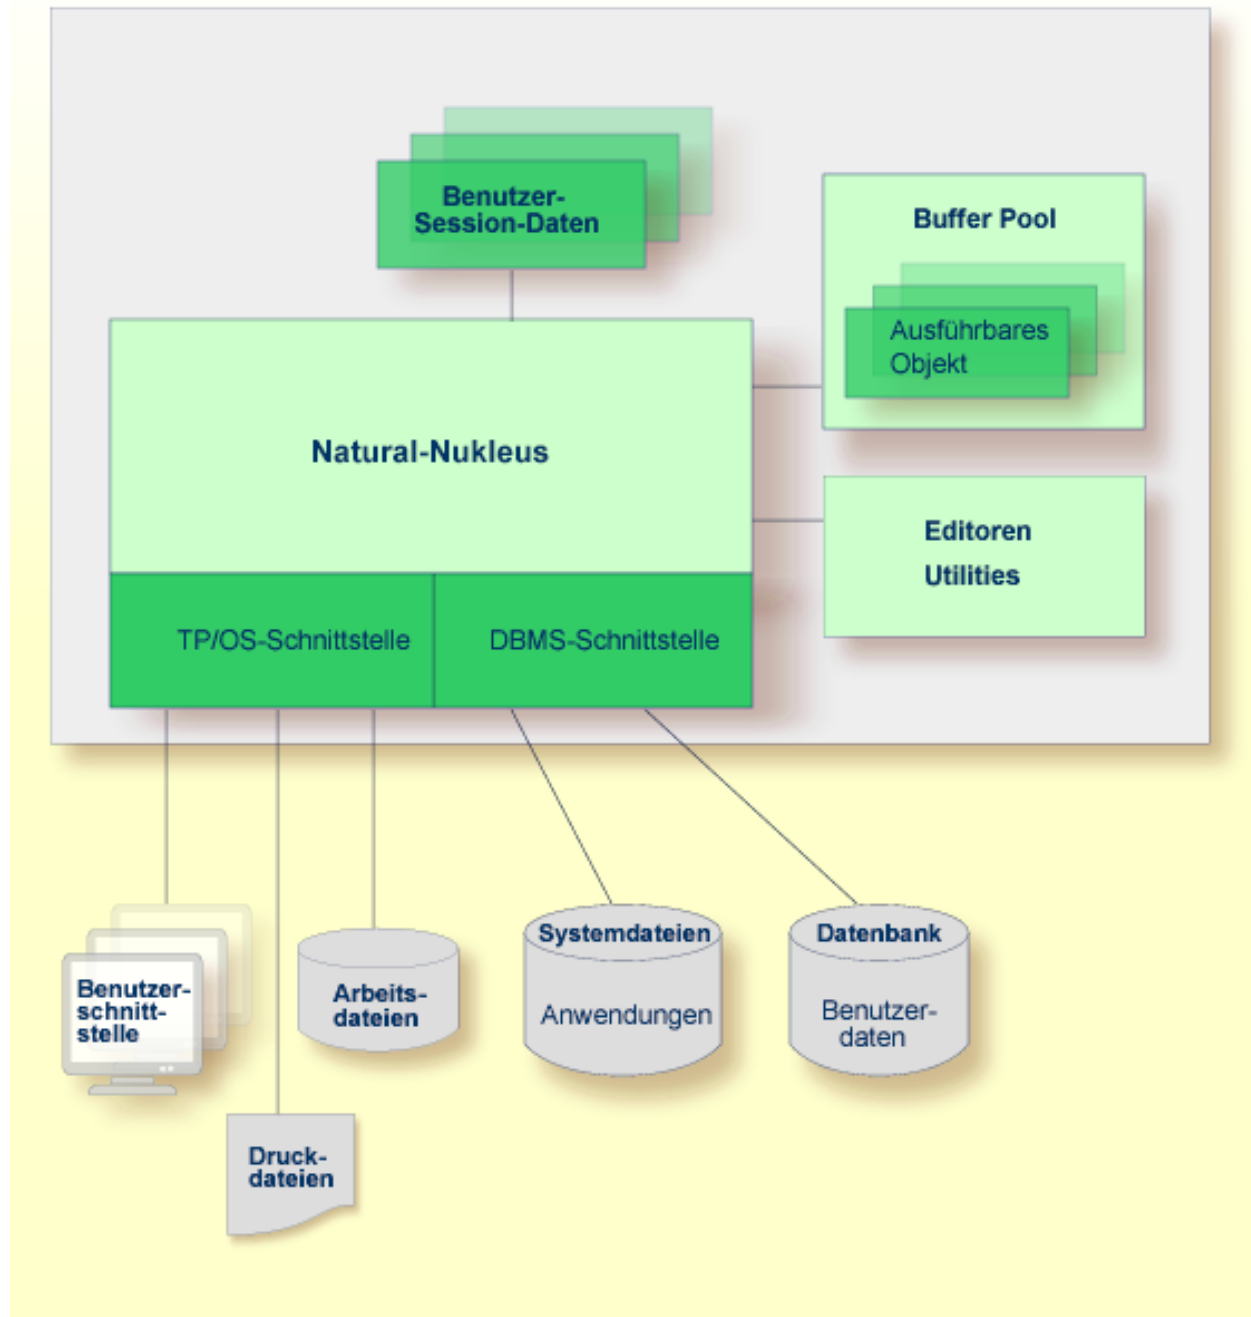 Benutzer-
Session-Daten
Buffer Pool
Ausführbares
Objekt
Natural-Nukleus
Editoren
Utilities
TP/OS-Schnittstelle
DBMS-Schnittstelle
Benutzer-
schnitt-
stelle
Arbeits-
dateien
Systemdateien
Anwendungen
Datenbank
Benutzer-
daten
Druck-
dateien